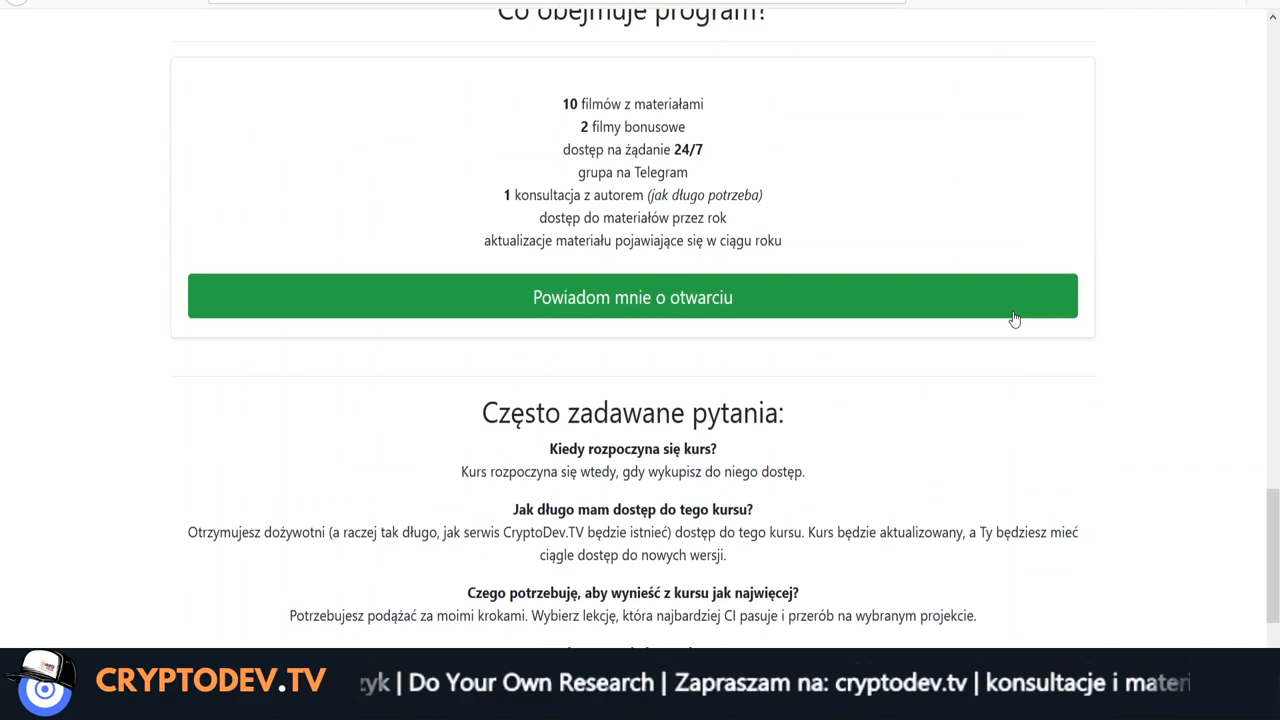 Co obejmuje program?
10 filmów z materiałami
2 filmy bonusowe
dostęp na żądanie 24/7
grupa na Telegram
1 konsultacja z autorem (jak długo potrzeba)
dostęp do materiałów przez rok
aktualizacje materiału pojawiające się w ciągu roku
Powiadom mnie o otwarciu
Często zadawane pytania:
Kiedy rozpoczyna się kurs?
Kurs rozpoczyna się wtedy, gdy wykupisz do niego dostęp.
Jak długo mam dostęp do tego kursu?
Otrzymujesz dożywotni (a raczej tak długo, jak serwis CryptoDev.TV będzie istnieć) dostęp do tego kursu. Kurs będzie aktualizowany, a Ty będziesz mieć
ciągle dostęp do nowych wersji.
Czego potrzebuję, aby wynieść z kursu jak najwięcej?
Potrzebujesz podążać za moimi krokami. Wybierz lekcję, która najbardziej CI pasuje i przerób na wybranym projekcie.
CRYPTODEV.TV zyk | Do Your Own Research | Zapraszam na: cryptodev.tv | konsultacje i materi